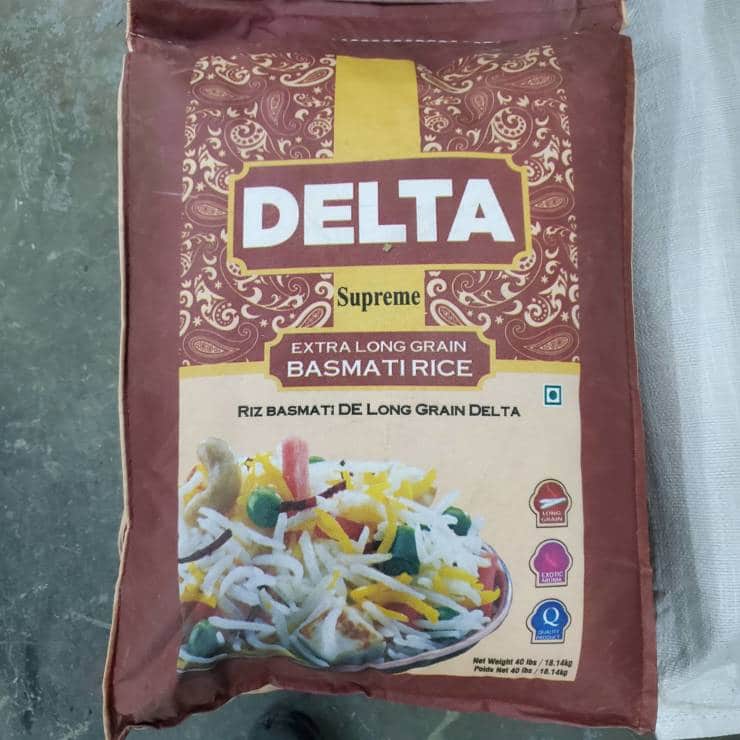 DELTA
Supreme
EXTRA LONG GRAIN
BASMATI RICE
RIZ BASMATI DE LONG GRAIN DELTA
LONG
GRAIN
EXOTIC
AROMA
Q
QUALITY
PRODUCT
Net Weight 40 lbs / 18.14kg
Poids Net 40 lbs / 18.14kg